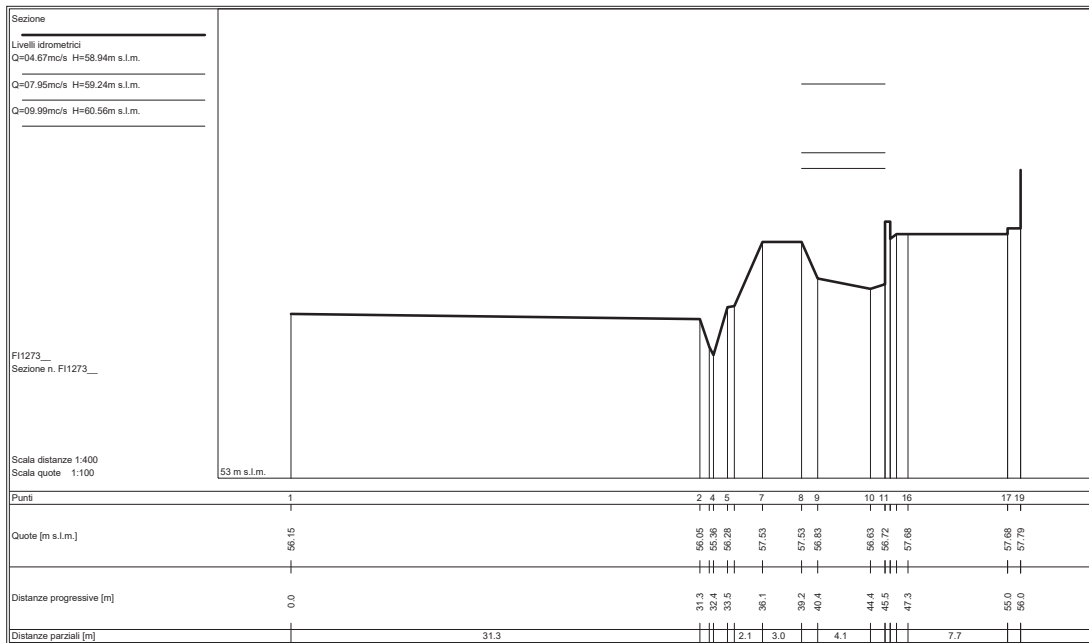 Sezione
Livelli idrometrici
Q=04.67mc/s H=58.94m s.l.m.
Q=07.95mc/s H=59.24m s.l.m.
Q=09.99mc/s H=60.56m s.l.m.
FI1273__
Sezione n. FI1273__
Scala distanze 1:400
Scala quote 1:100
53 m s.l.m.
Punti 1 2 4 5 7 8 9 10 11 16 17 19
Quote [m s.l.m.] 56.15 56.05 55.36 56.28 57.53 57.53 56.83 56.63 56.72 57.68 57.68 57.79
Distanze progressive [m] 0.0 31.3 32.4 33.5 36.1 39.2 40.4 44.4 45.5 47.3 55.0 56.0
Distanze parziali [m] 31.3 2.1 3.0 4.1 7.7